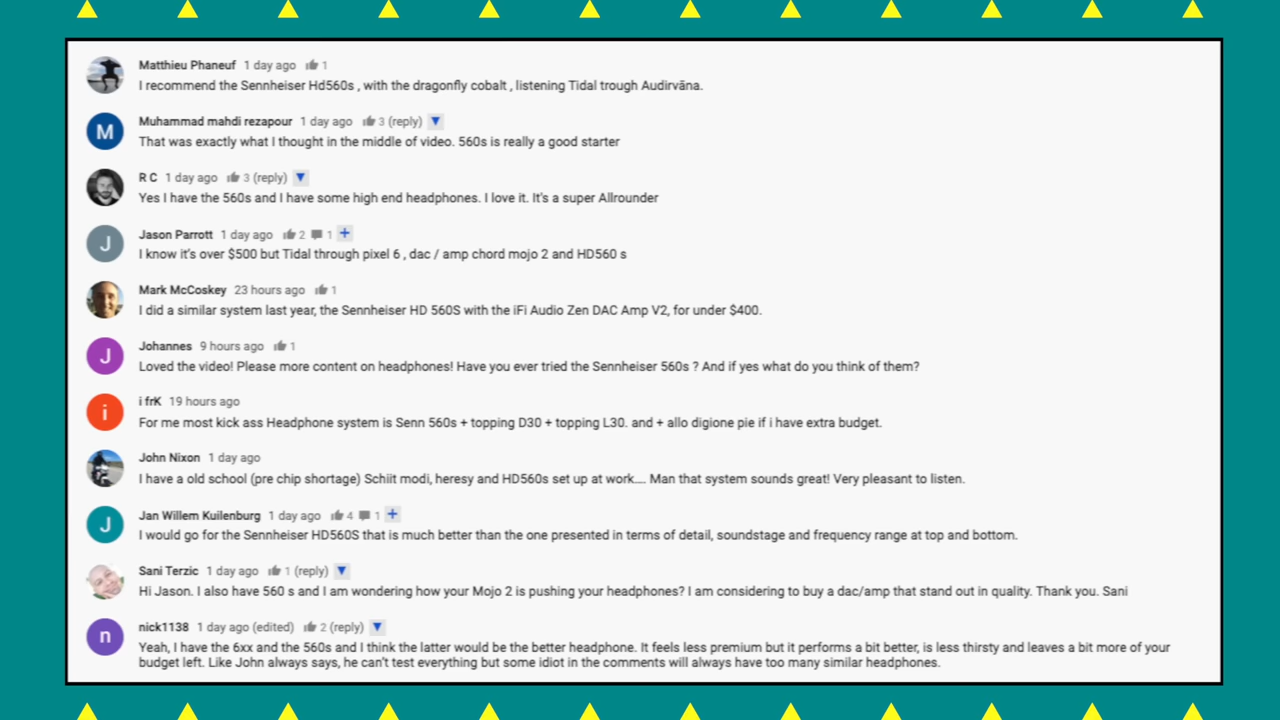 Matthieu Phaneuf 1 day ago 1
I recommend the Sennheiser Hd560s , with the dragonfly cobalt , listening Tidal trough Audirvāna.
M
Muhammad mahdi rezapour 1 day ago 3 (reply) ▼
That was exactly what I thought in the middle of video. 560s is really a good starter
R C 1 day ago 3 (reply) ▼
Yes I have the 560s and I have some high end headphones. I love it. It's a super Allrounder
J
Jason Parrott 1 day ago 2 1 +
I know it's over $500 but Tidal through pixel 6 , dac / amp chord mojo 2 and HD560 s
Mark McCoskey 23 hours ago 1
I did a similar system last year, the Sennheiser HD 560S with the iFi Audio Zen DAC Amp V2, for under $400.
J
Johannes 9 hours ago 1
Loved the video! Please more content on headphones! Have you ever tried the Sennheiser 560s ? And if yes what do you think of them?
i
i frK 19 hours ago
For me most kick ass Headphone system is Senn 560s + topping D30 + topping L30. and + allo digione pie if i have extra budget.
John Nixon 1 day ago
I have a old school (pre chip shortage) Schiit modi, heresy and HD560s set up at work.... Man that system sounds great! Very pleasant to listen.
J
Jan Willem Kuilenburg 1 day ago 4 1 +
I would go for the Sennheiser HD560S that is much better than the one presented in terms of detail, soundstage and frequency range at top and bottom.
Sani Terzic 1 day ago 1 (reply) ▼
Hi Jason. I also have 560 s and I am wondering how your Mojo 2 is pushing your headphones? I am considering to buy a dac/amp that stand out in quality. Thank you. Sani
n
nick1138 1 day ago (edited) 2 (reply) ▼
Yeah, I have the 6xx and the 560s and I think the latter would be the better headphone. It feels less premium but it performs a bit better, is less thirsty and leaves a bit more of your
budget left. Like John always says, he can't test everything but some idiot in the comments will always have too many similar headphones.